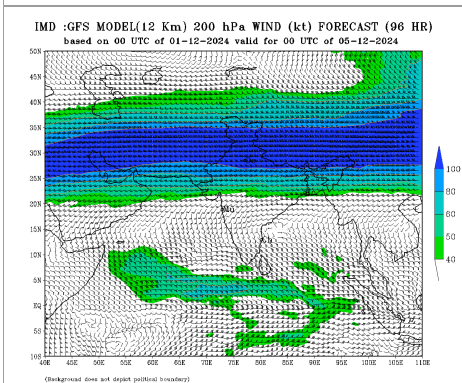 IMD :GFS MODEL(12 Km) 200 hPa WIND (kt) FORECAST (96 HR)
based on 00 UTC of 01-12-2024 valid for 00 UTC of 05-12-2024
50N
45N
40N
35N
30N
25N
20N
15N
10N
5N
EQ
5S
10S
40E 45E 50E 55E 60E 65E 70E 75E 80E 85E 90E 95E 100E 105E 110E
100
80
60
50
40
Mu
Ch
(Background does not depict political boundary)